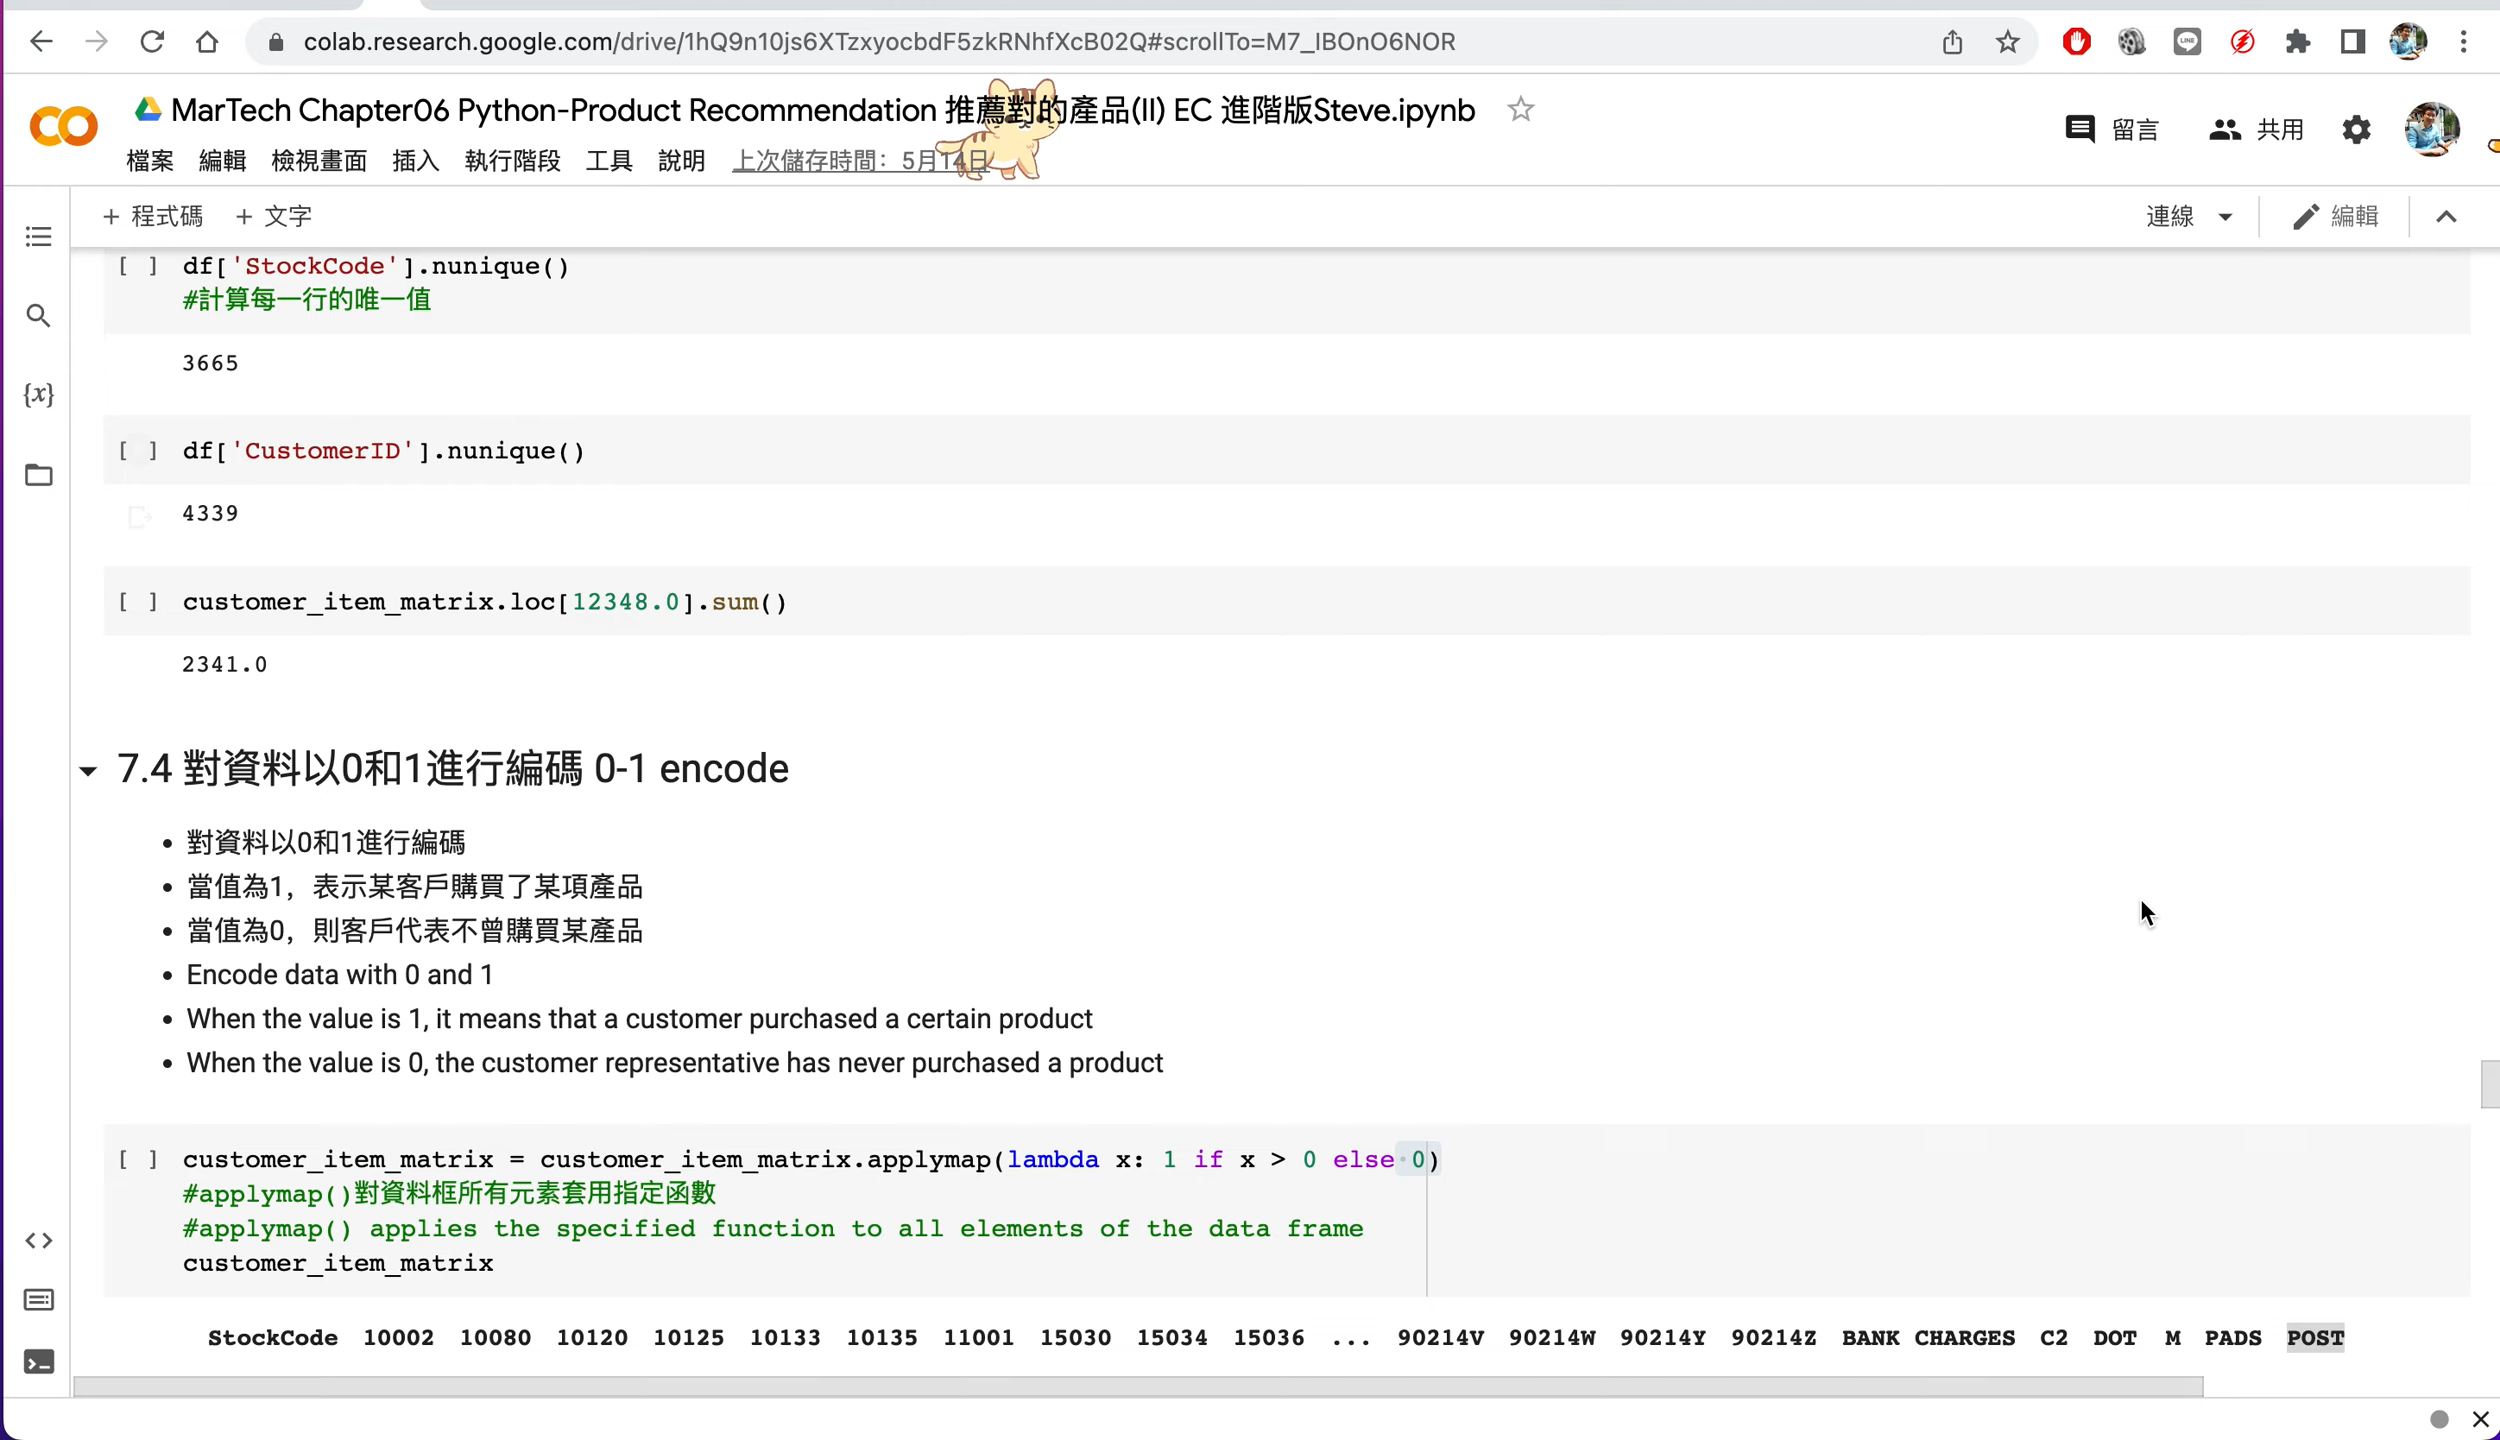 colab.research.google.com/drive/1hQ9n10js6XTzxyocbdF5zkRNhfXcB02Q#scrollTo=M7_IBOnO6NOR
LINE
MarTech Chapter06 Python-Product Recommendation 推薦對的產品(II) EC 進階版Steve.ipynb
留言 共用
檔案 編輯 檢視畫面 插入 執行階段 工具 說明 上次儲存時間：5月14日
+ 程式碼 + 文字 連線 編輯
[ ] df['StockCode'].nunique()
#計算每一行的唯一值
3665
{x}
[ ] df['CustomerID'].nunique()
4339
[ ] customer_item_matrix.loc[12348.0].sum()
2341.0
7.4 對資料以0和1進行編碼 0-1 encode
• 對資料以0和1進行編碼
• 當值為1，表示某客戶購買了某項產品
• 當值為0，則客戶代表不曾購買某產品
• Encode data with 0 and 1
• When the value is 1, it means that a customer purchased a certain product
• When the value is 0, the customer representative has never purchased a product
[ ] customer_item_matrix = customer_item_matrix.applymap(lambda x: 1 if x > 0 else 0)
#applymap()對資料框所有元素套用指定函數
#applymap() applies the specified function to all elements of the data frame
customer_item_matrix
StockCode 10002 10080 10120 10125 10133 10135 11001 15030 15034 15036 ... 90214V 90214W 90214Y 90214Z BANK CHARGES C2 DOT M PADS POST